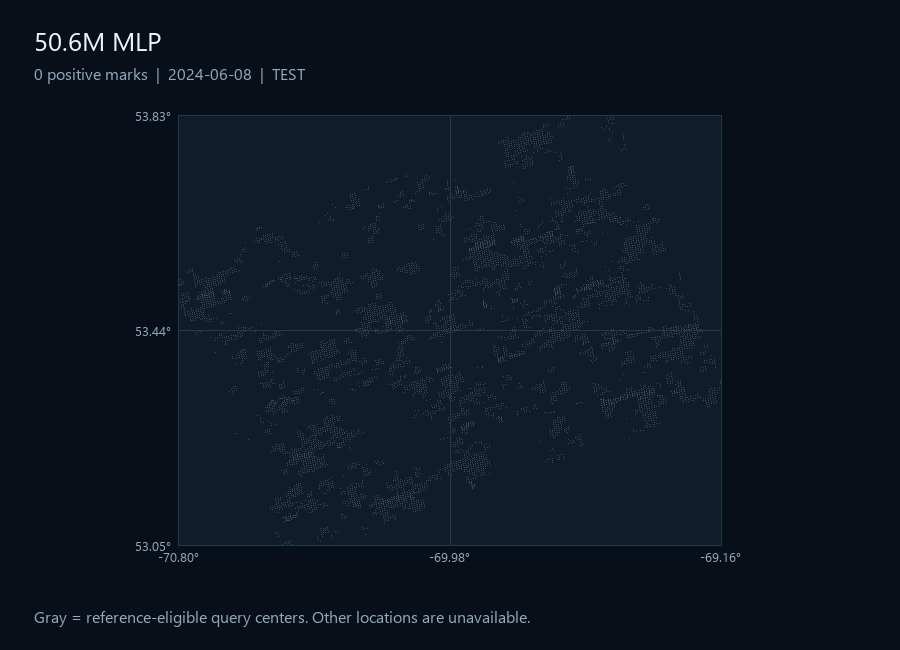 50.6M MLP
0 positive marks | 2024-06-08 | TEST
53.83°
53.44°
53.05°
-70.80° -69.98° -69.16°
Gray = reference-eligible query centers. Other locations are unavailable.